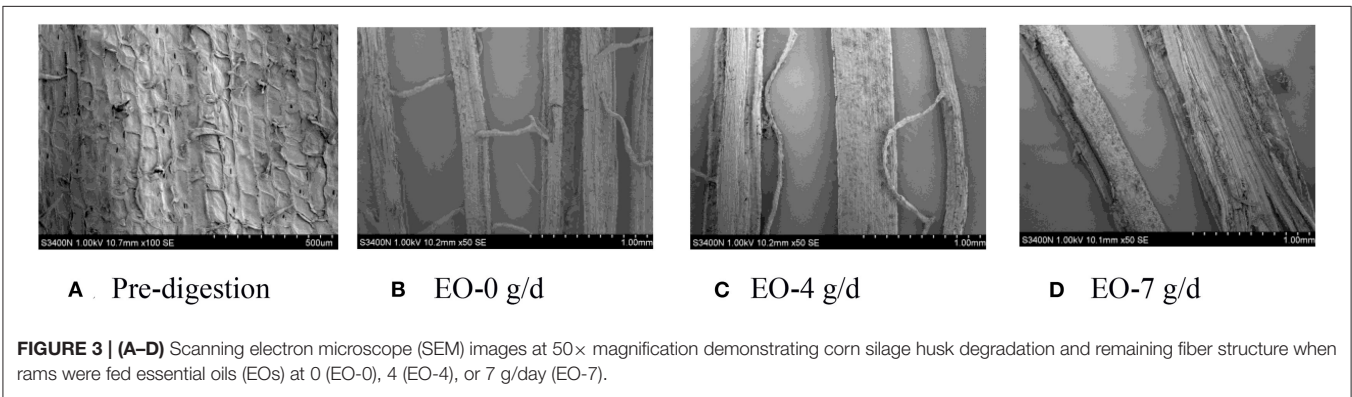 S3400N 1.00kV 10.7mm x100 SE 500um
S3400N 1.00kV 10.2mm x50 SE 1.00mm
S3400N 1.00kV 10.2mm x50 SE 1.00mm
S3400N 1.00kV 10.1mm x50 SE 1.00mm
A . Pre-digestion
B EO-0 g/d
C EO-4 g/d
D EO-7 g/d
FIGURE 3 | (A–D) Scanning electron microscope (SEM) images at 50× magnification demonstrating corn silage husk degradation and remaining fiber structure when
rams were fed essential oils (EOs) at 0 (EO-0), 4 (EO-4), or 7 g/day (EO-7).